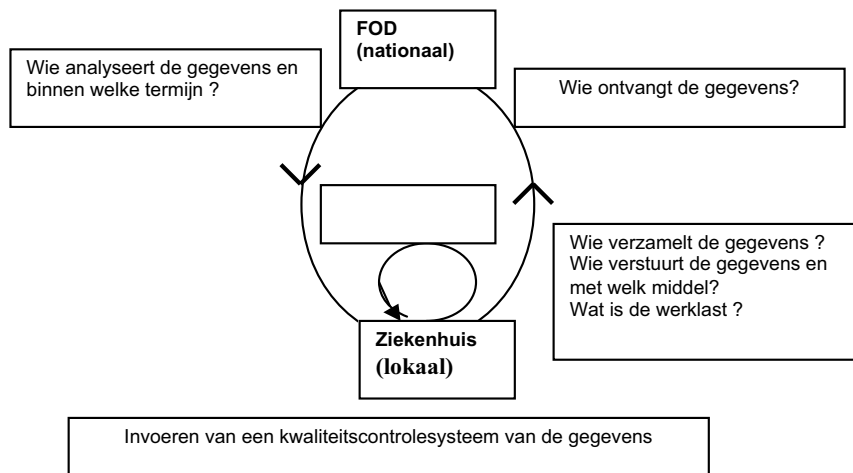 FOD
(nationaal)
Wie analyseert de gegevens en
binnen welke termijn ?
Wie ontvangt de gegevens?
Wie verzamelt de gegevens ?
Wie verstuurt de gegevens en
met welk middel?
Wat is de werklast ?
Ziekenhuis
(lokaal)
Invoeren van een kwaliteitscontrolesysteem van de gegevens